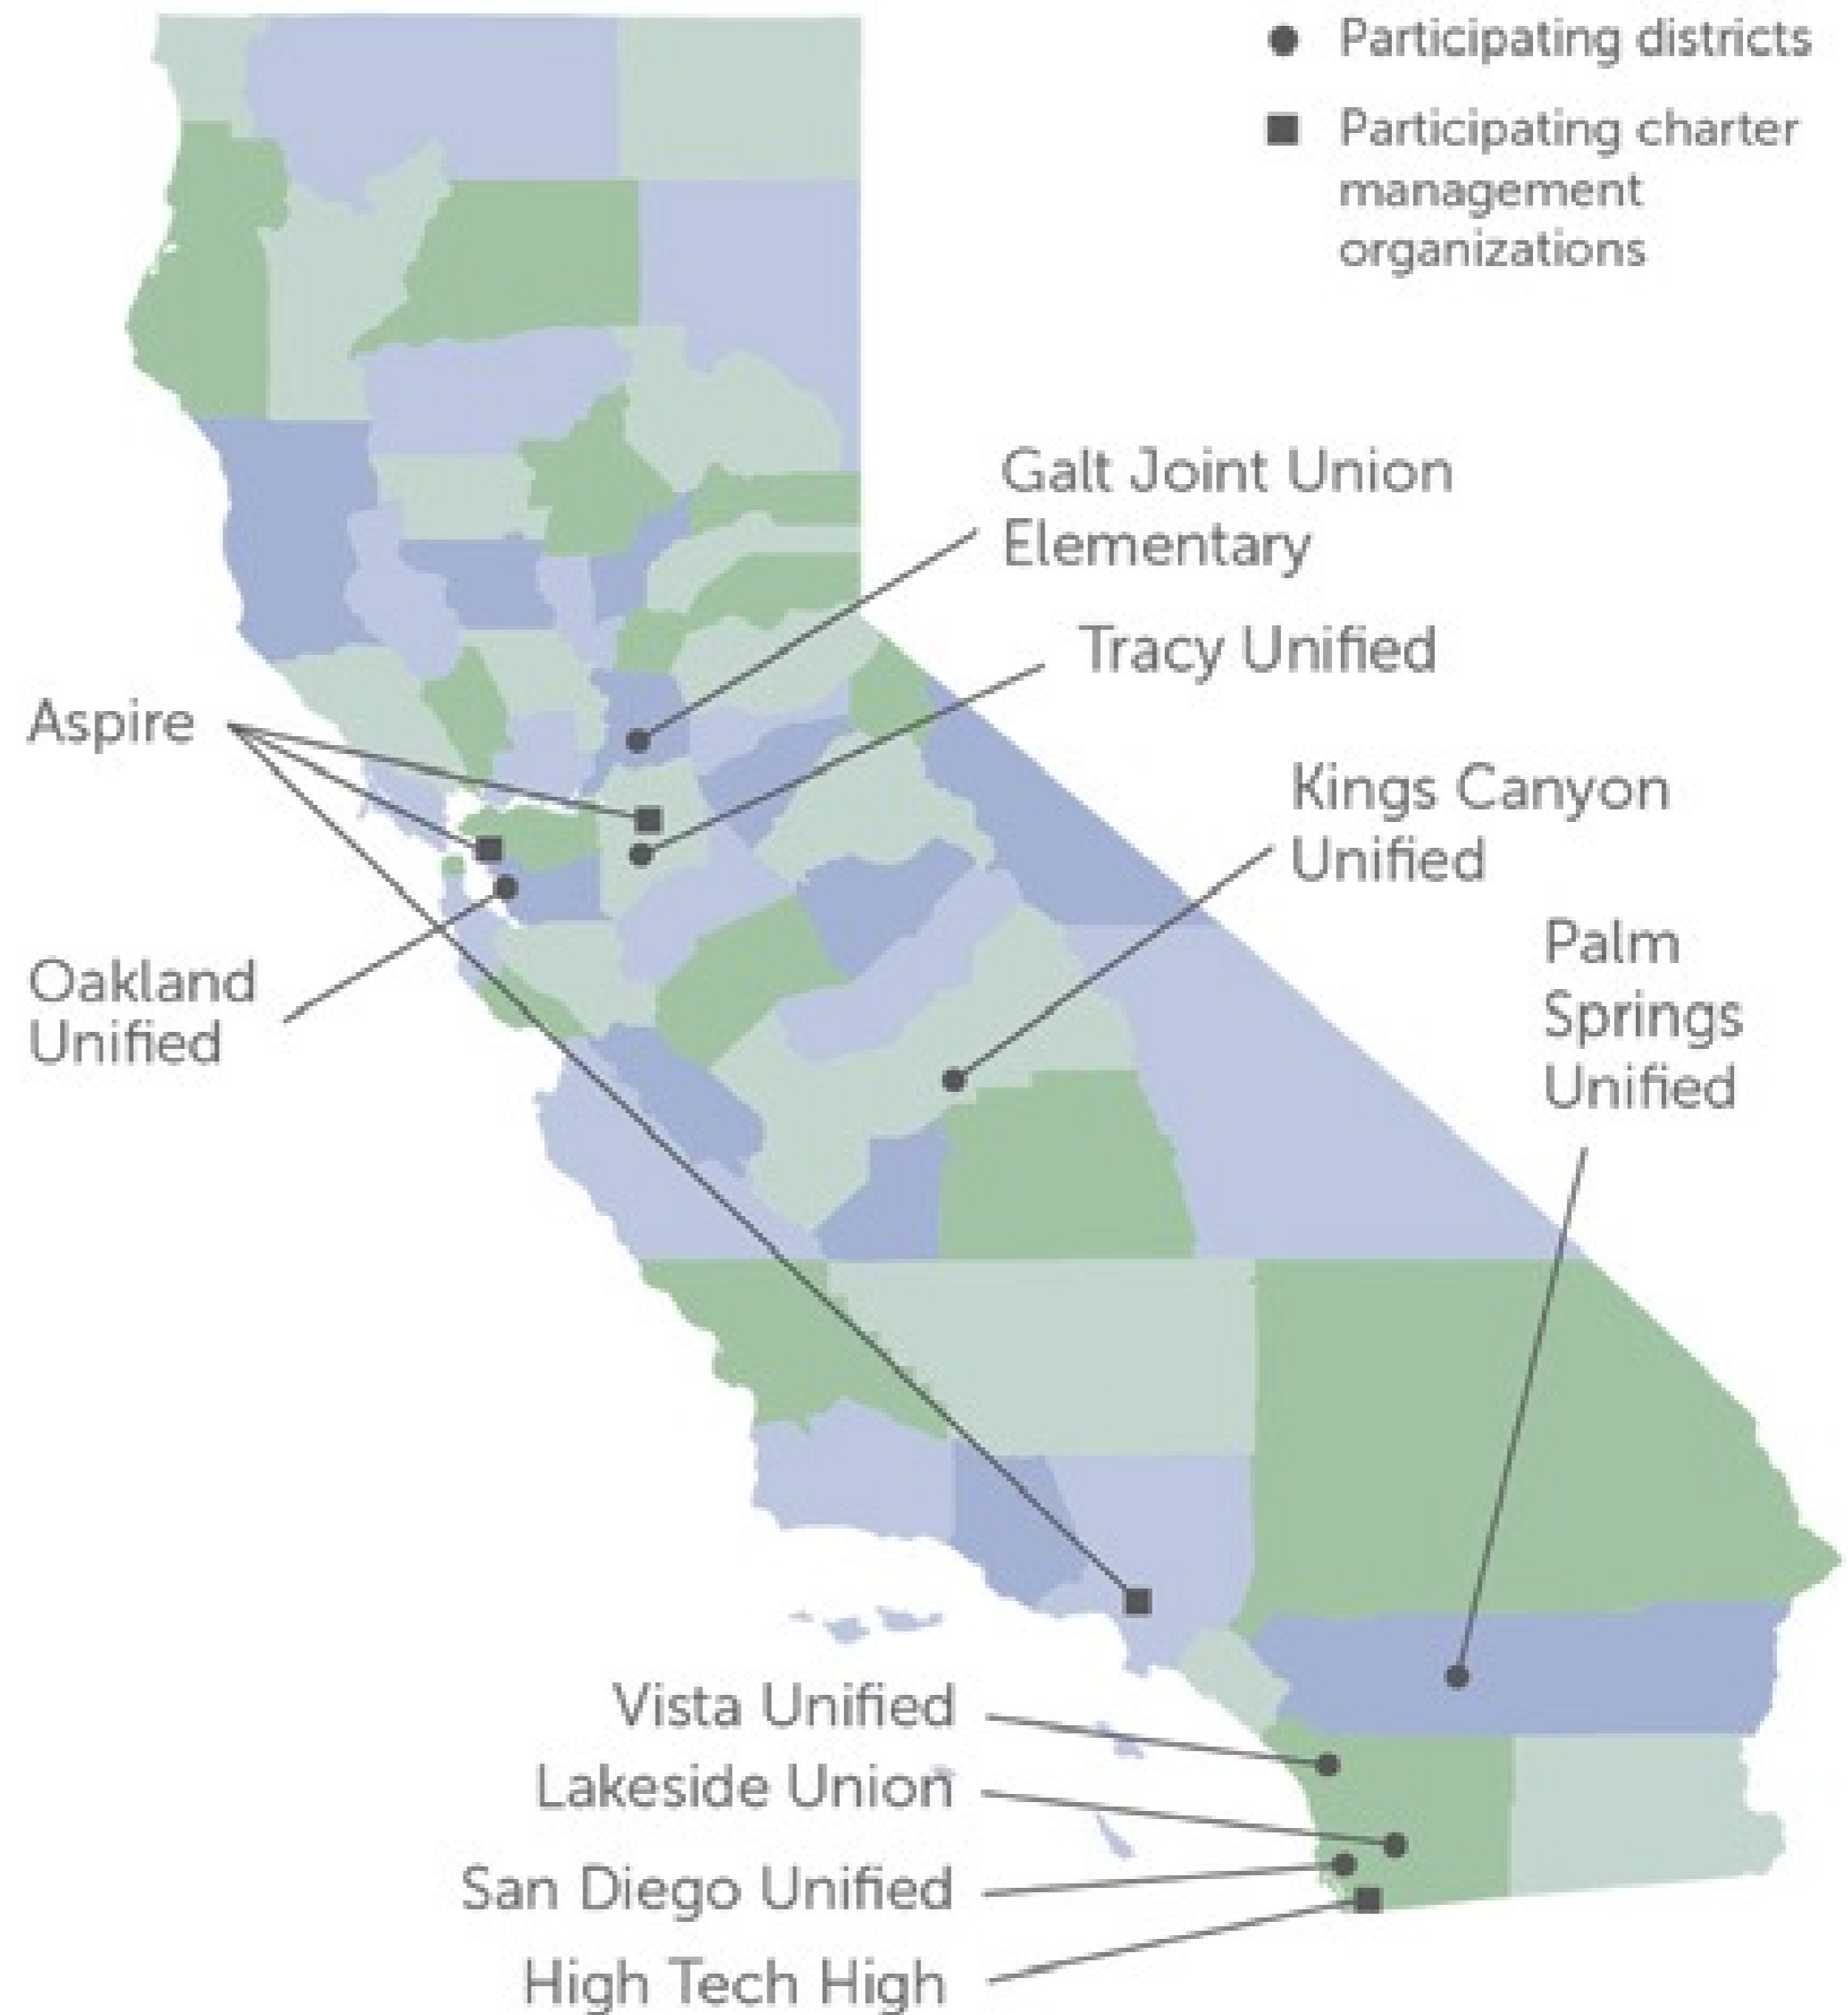 Participating districts
Participating charter
management
organizations
Galt Joint Union
Elementary
Tracy Unified
Aspire
Kings Canyon
Unified
Palm
Springs
Unified
Oakland
Unified
Vista Unified
Lakeside Union
San Diego Unified
High Tech High